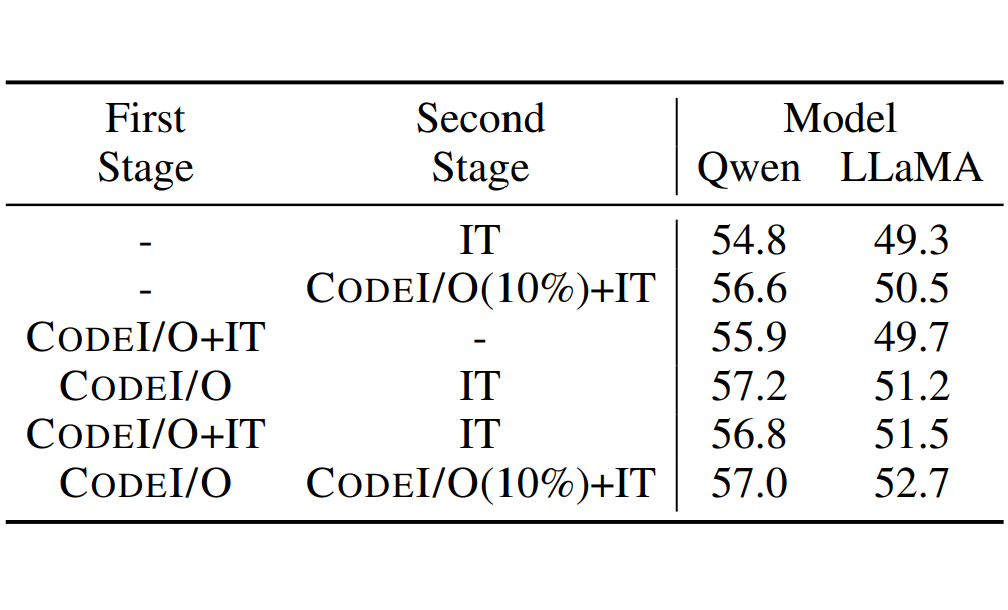 First Second Model
Stage Stage Qwen LLaMA
- IT 54.8 49.3
- CODEI/O(10%)+IT 56.6 50.5
CODEI/O+IT - 55.9 49.7
CODEI/O IT 57.2 51.2
CODEI/O+IT IT 56.8 51.5
CODEI/O CODEI/O(10%)+IT 57.0 52.7